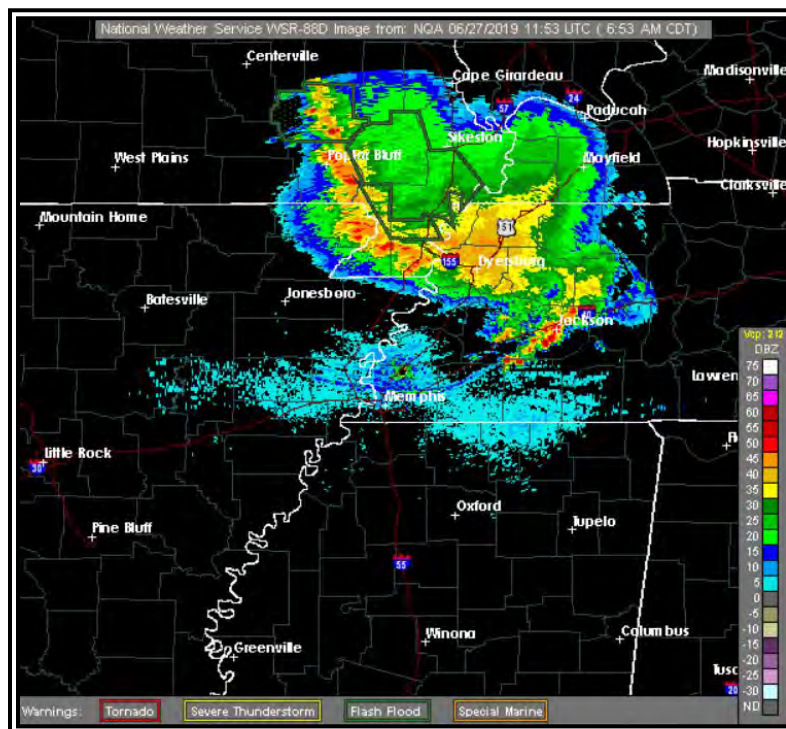 National Weather Service WSR-88D Image from: NQA 06/27/2019 11:53 UTC ( 6:53 AM CDT)
Centerville
Cape Girardeau
Madisonville
57
24
Paducah
Sikeston
Hopkinsville
West Plains
Poplar Bluff
Mayfield
Clarksville
Mountain Home
51
155
Dyersburg
Jonesboro
Batesville
40
Jackson
Vcp: 212
DBZ
75
70
65
60
55
50
45
40
35
30
25
20
15
10
5
0
-5
-10
-15
-20
-25
-30
ND
Lawren
Memphis
Little Rock
30
Oxford
Pine Bluff
Tupelo
55
Winona
Columbus
Greenville
Tusc
20
Warnings: Tornado Severe Thunderstorm Flash Flood Special Marine